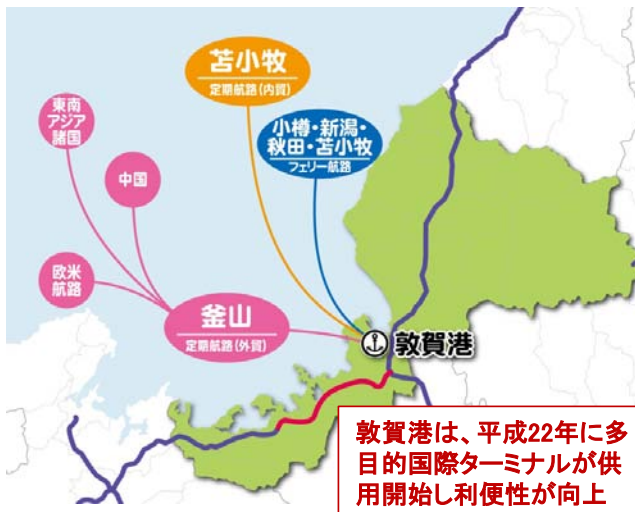 苫小牧
定期航路(内貿)
小樽・新潟・
秋田・苫小牧
フェリー航路
東南
アジア
諸国
中国
欧米
航路
釜山
定期航路(外貿)
敦賀港
敦賀港は、平成22年に多
目的国際ターミナルが供
用開始し利便性が向上